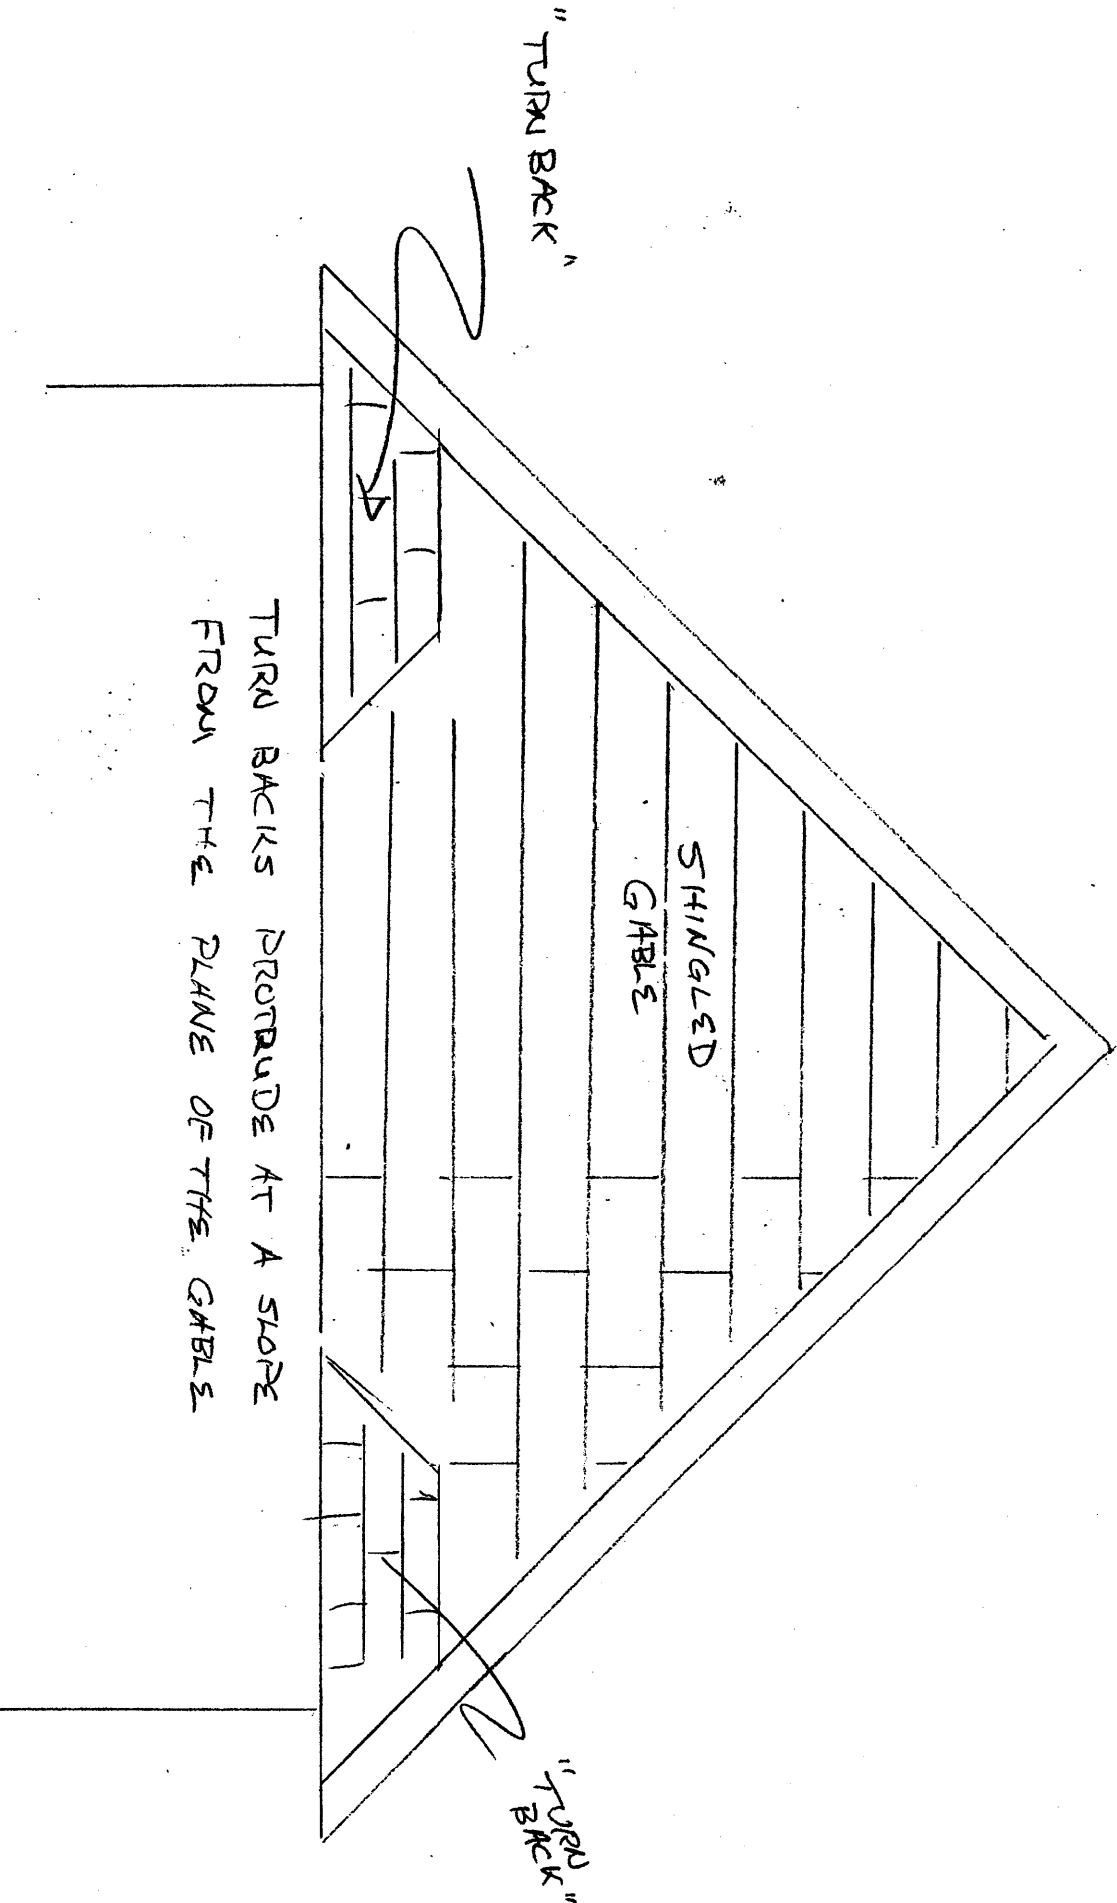 "TURN BACK"
SHINGLED
GABLE
TURN BACKS PROTRUDE AT A SLOPE
FROM THE PLANE OF THE GABLE
"TURN
BACK"